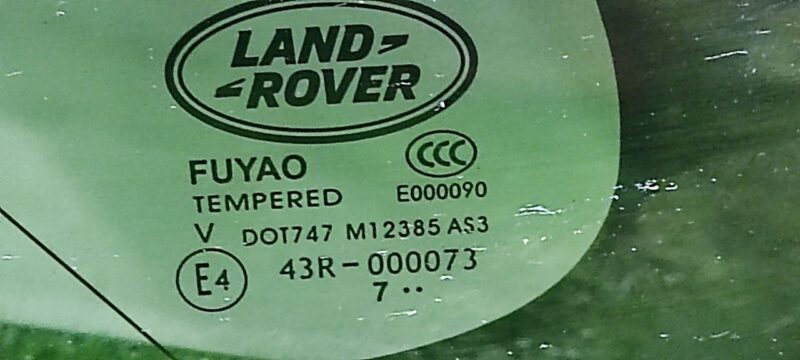 LAND
ROVER
FUYAO
CCC
TEMPERED E000090
V DOT747 M12385 AS3
E4 43R-000073
7 ••